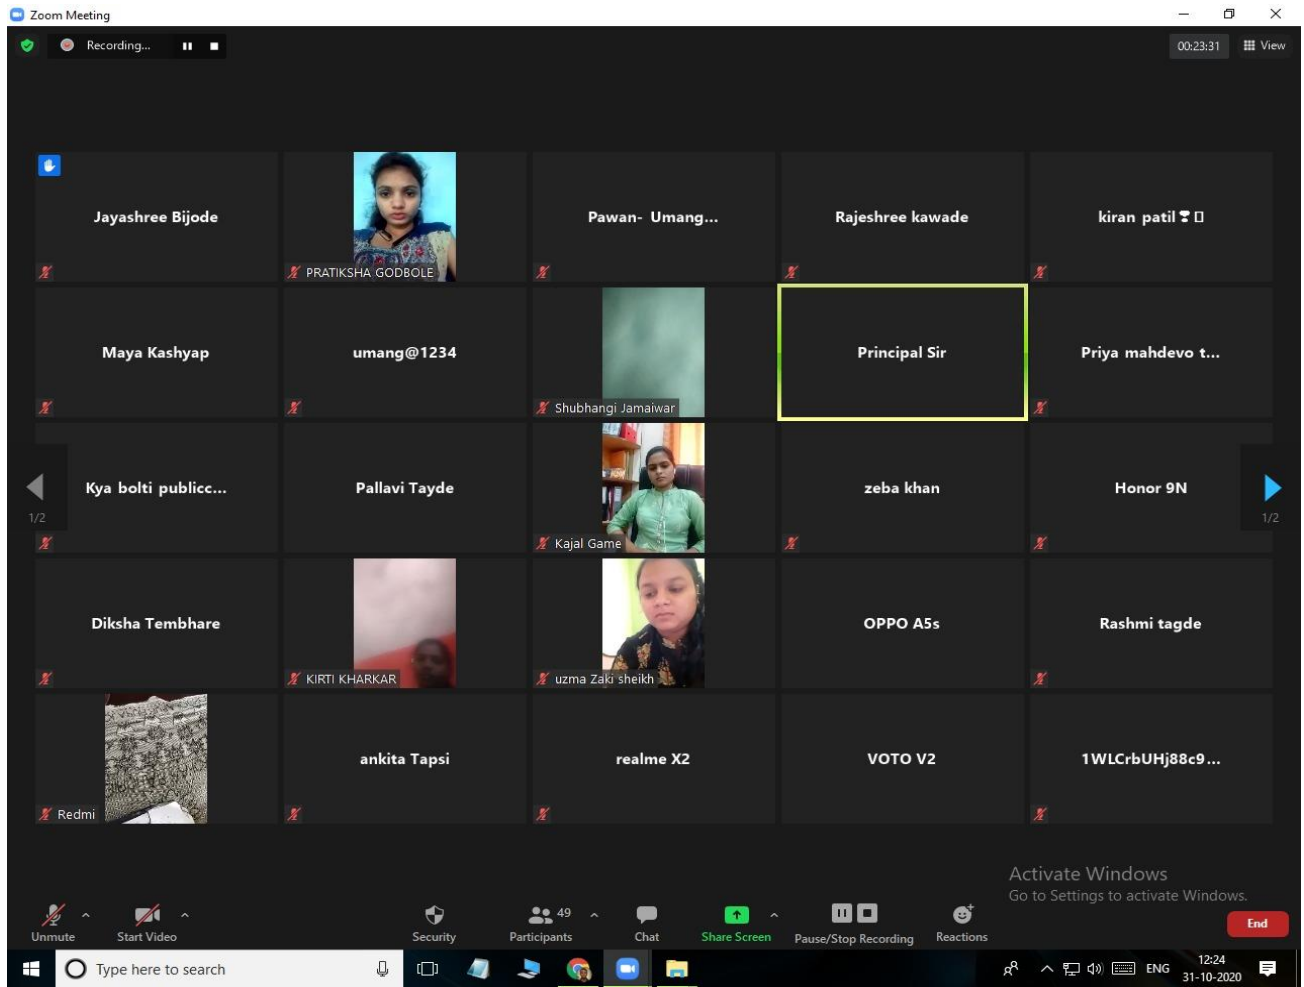 Zoom Meeting
Recording...
00:23:31
View
Jayashree Bijode
PRATIKSHA GODBOLE
Pawan- Umang...
Rajeshree kawade
kiran patil
Maya Kashyap
umang@1234
Shubhangi Jamaiwar
Principal Sir
Priya mahdevo t...
Kya bolti publicc...
Pallavi Tayde
Kajal Game
zeba khan
Honor 9N
1/2
1/2
Diksha Tembhare
KIRTI KHARKAR
uzma Zaki sheikh
OPPO A5s
Rashmi tagde
Redmi
ankita Tapsi
realme X2
VOTO V2
1WLCrbUHj88c9...
Activate Windows
Go to Settings to activate Windows.
Unmute
Start Video
Security
Participants
49
Chat
Share Screen
Pause/Stop Recording
Reactions
End
Type here to search
ENG
12:24
31-10-2020